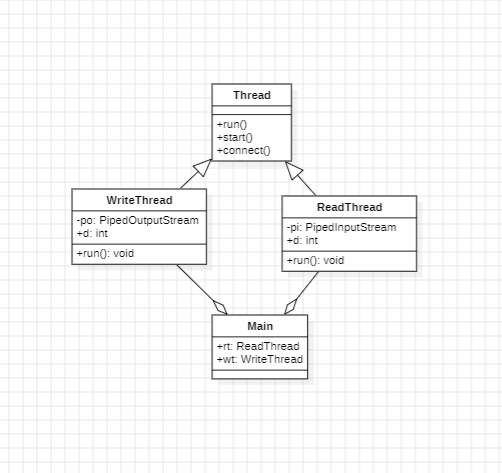 Thread
+run()
+start()
+connect()
WriteThread
-po: PipedOutputStream
+d: int
+run(): void
ReadThread
-pi: PipedInputStream
+d: int
+run(): void
Main
+rt: ReadThread
+wt: WriteThread